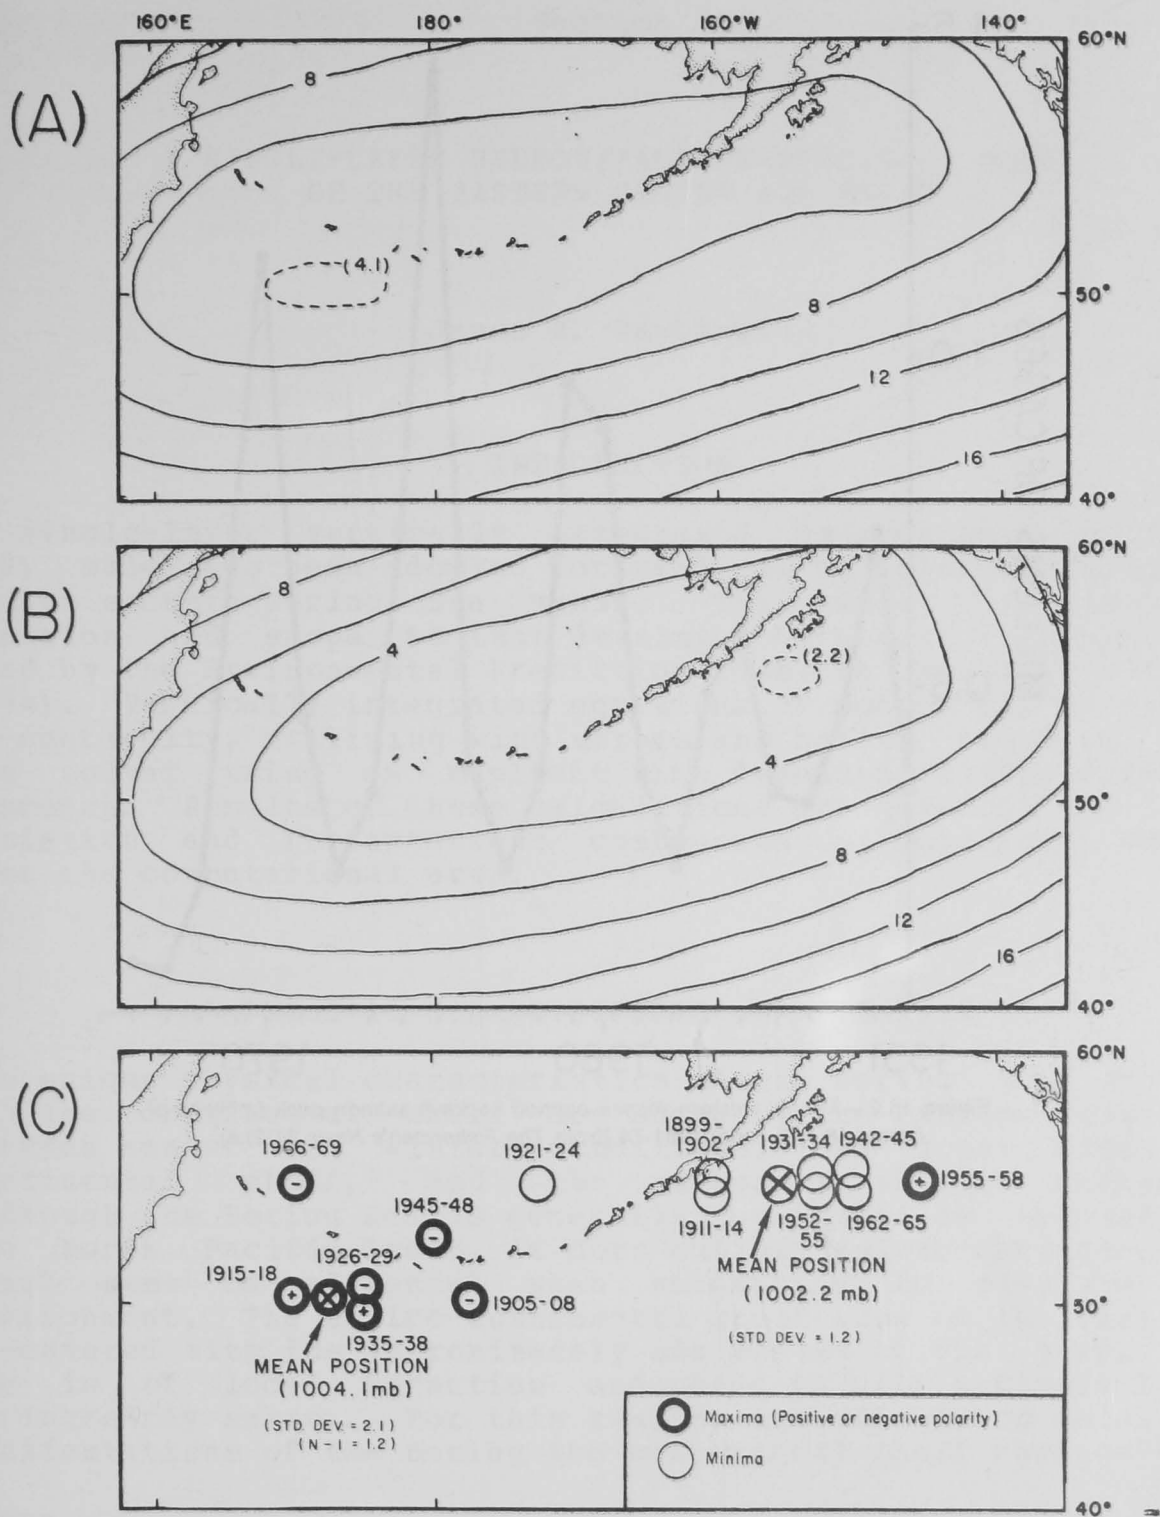 160°E 180° 160°W 140°
60°N
(A)
8
(4.1)
50°
8
12
16
40°
60°N
(B)
8
4
(2.2)
4
50°
8
12
16
40°
60°N
(C)
1899-
1902
1966-69
1921-24
1931-34
1942-45
-
+
1955-58
1945-48
-
1911-14
1952-
55
1962-65
1926-29
MEAN POSITION
(1002.2 mb)
(STD. DEV. = 1.2)
1915-18
+
-
+
-
1905-08
50°
1935-38
MEAN POSITION
(1004.1mb)
(STD. DEV. = 2.1)
(N-1 = 1.2)
Maxima (Positive or negative polarity)
Minima
40°